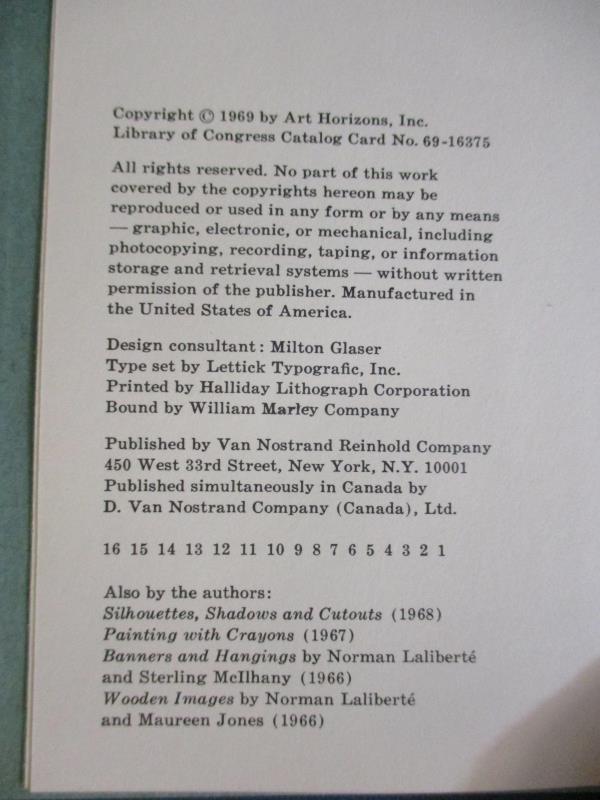 Copyright © 1969 by Art Horizons, Inc.
Library of Congress Catalog Card No. 69-16375
All rights reserved. No part of this work
covered by the copyrights hereon may be
reproduced or used in any form or by any means
— graphic, electronic, or mechanical, including
photocopying, recording, taping, or information
storage and retrieval systems — without written
permission of the publisher. Manufactured in
the United States of America.
Design consultant: Milton Glaser
Type set by Lettick Typografic, Inc.
Printed by Halliday Lithograph Corporation
Bound by William Marley Company
Published by Van Nostrand Reinhold Company
450 West 33rd Street, New York, N.Y. 10001
Published simultaneously in Canada by
D. Van Nostrand Company (Canada), Ltd.
16 15 14 13 12 11 10 9 8 7 6 5 4 3 2 1
Also by the authors:
Silhouettes, Shadows and Cutouts (1968)
Painting with Crayons (1967)
Banners and Hangings by Norman Laliberté
and Sterling McIlhany (1966)
Wooden Images by Norman Laliberté
and Maureen Jones (1966)